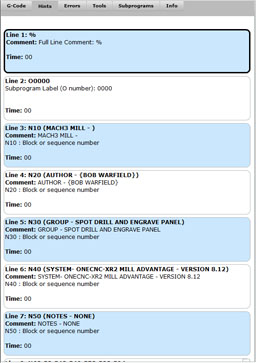 G-Code Hints Errors Tools Subprograms Info
Line 1: %
Comment: Full Line Comment: %
Time: 00
Line 2: O0000
Subprogram Label (O number): 0000
Time: 00
Line 3: N10 (MACH3 MILL - )
Comment: MACH3 MILL -
N10 : Block or sequence number
Time: 00
Line 4: N20 (AUTHOR - {BOB WARFIELD})
Comment: AUTHOR - {BOB WARFIELD}
N20 : Block or sequence number
Time: 00
Line 5: N30 (GROUP - SPOT DRILL AND ENGRAVE PANEL)
Comment: GROUP - SPOT DRILL AND ENGRAVE PANEL
N30 : Block or sequence number
Time: 00
Line 6: N40 (SYSTEM- ONECNC-XR2 MILL ADVANTAGE - VERSION 8.12)
Comment: SYSTEM- ONECNC-XR2 MILL ADVANTAGE - VERSION 8.12
N40 : Block or sequence number
Time: 00
Line 7: N50 (NOTES - NONE)
Comment: NOTES - NONE
N50 : Block or sequence number
Time: 00